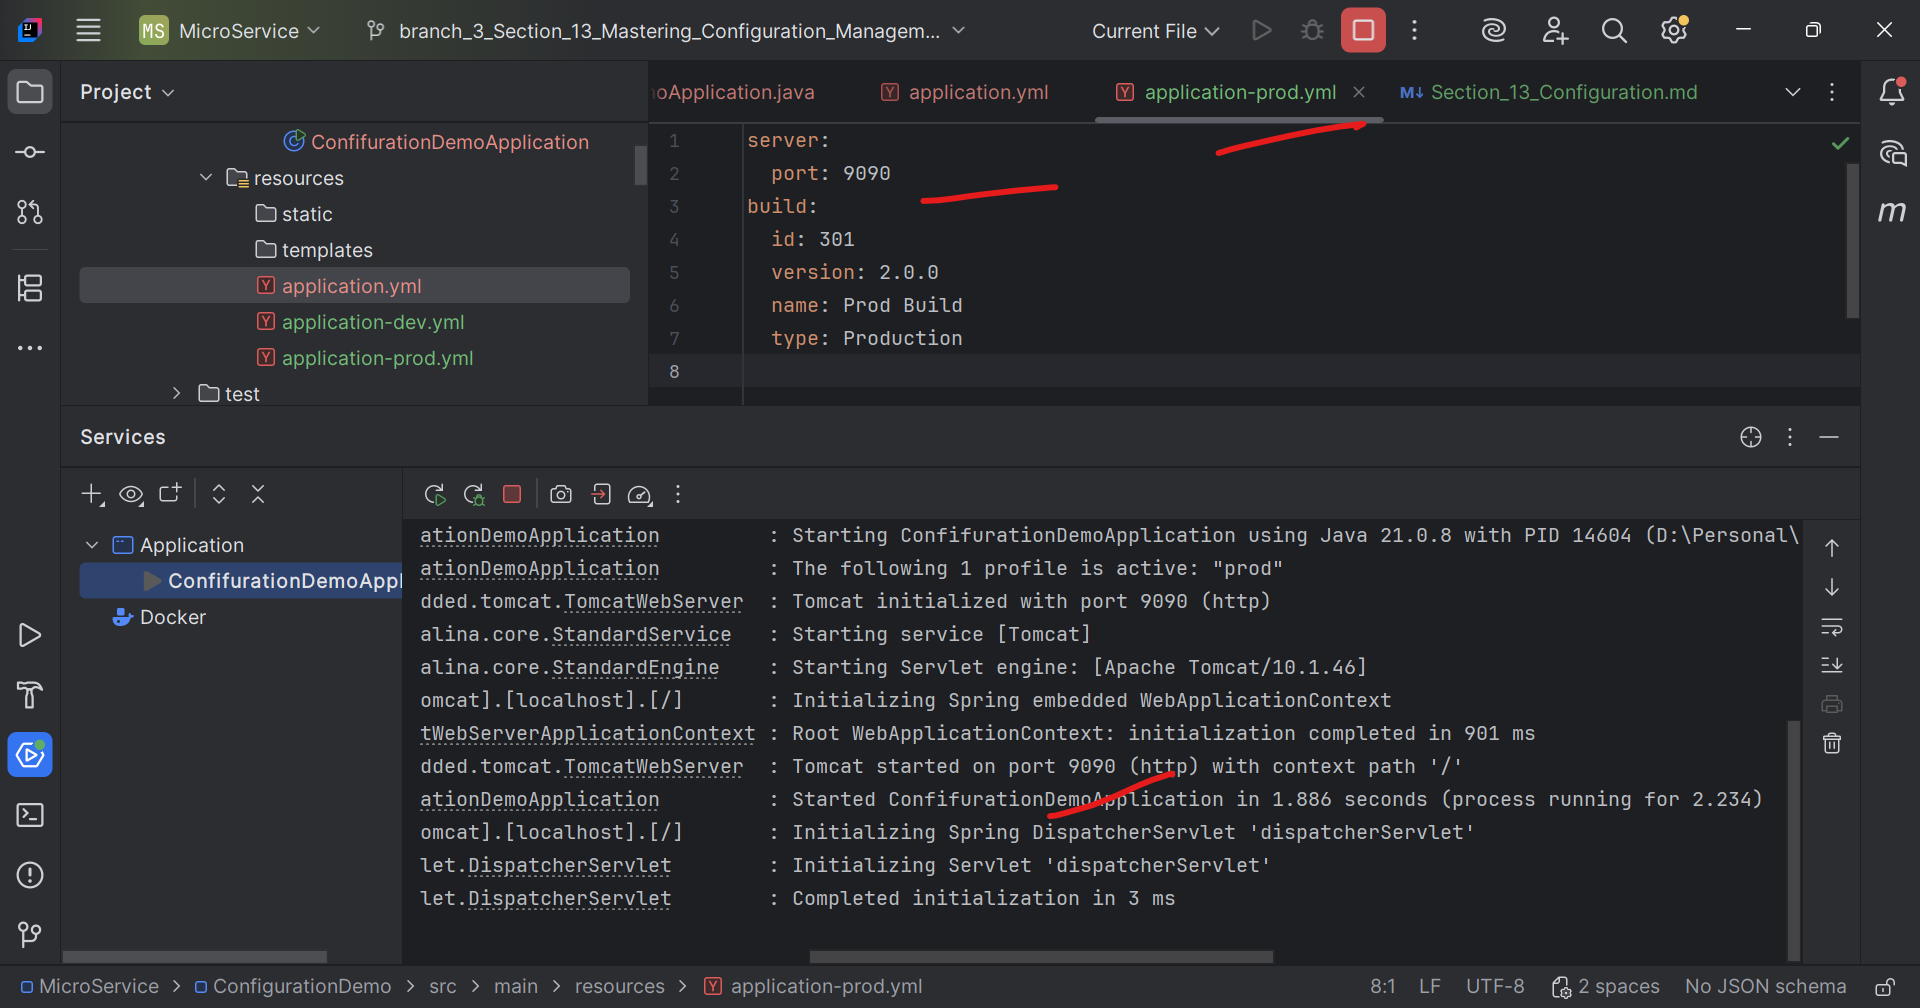 MS MicroService branch_3_Section_13_Mastering_Configuration_Managem... Current File
Project
oApplication.java application.yml application-prod.yml M↓ Section_13_Configuration.md
ConfifurationDemoApplication
resources
static
templates
application.yml
application-dev.yml
application-prod.yml
test
1 server:
2 port: 9090
3 build:
4 id: 301
5 version: 2.0.0
6 name: Prod Build
7 type: Production
8
Services
Application
ConfifurationDemoAppl
Docker
ationDemoApplication : Starting ConfifurationDemoApplication using Java 21.0.8 with PID 14604 (D:\Personal\
ationDemoApplication : The following 1 profile is active: "prod"
dded.tomcat.TomcatWebServer : Tomcat initialized with port 9090 (http)
alina.core.StandardService : Starting service [Tomcat]
alina.core.StandardEngine : Starting Servlet engine: [Apache Tomcat/10.1.46]
omcat].[localhost].[/] : Initializing Spring embedded WebApplicationContext
tWebServerApplicationContext : Root WebApplicationContext: initialization completed in 901 ms
dded.tomcat.TomcatWebServer : Tomcat started on port 9090 (http) with context path '/'
ationDemoApplication : Started ConfifurationDemoApplication in 1.886 seconds (process running for 2.234)
omcat].[localhost].[/] : Initializing Spring DispatcherServlet 'dispatcherServlet'
let.DispatcherServlet : Initializing Servlet 'dispatcherServlet'
let.DispatcherServlet : Completed initialization in 3 ms
MicroService > ConfigurationDemo > src > main > resources > application-prod.yml 8:1 LF UTF-8 2 spaces No JSON schema